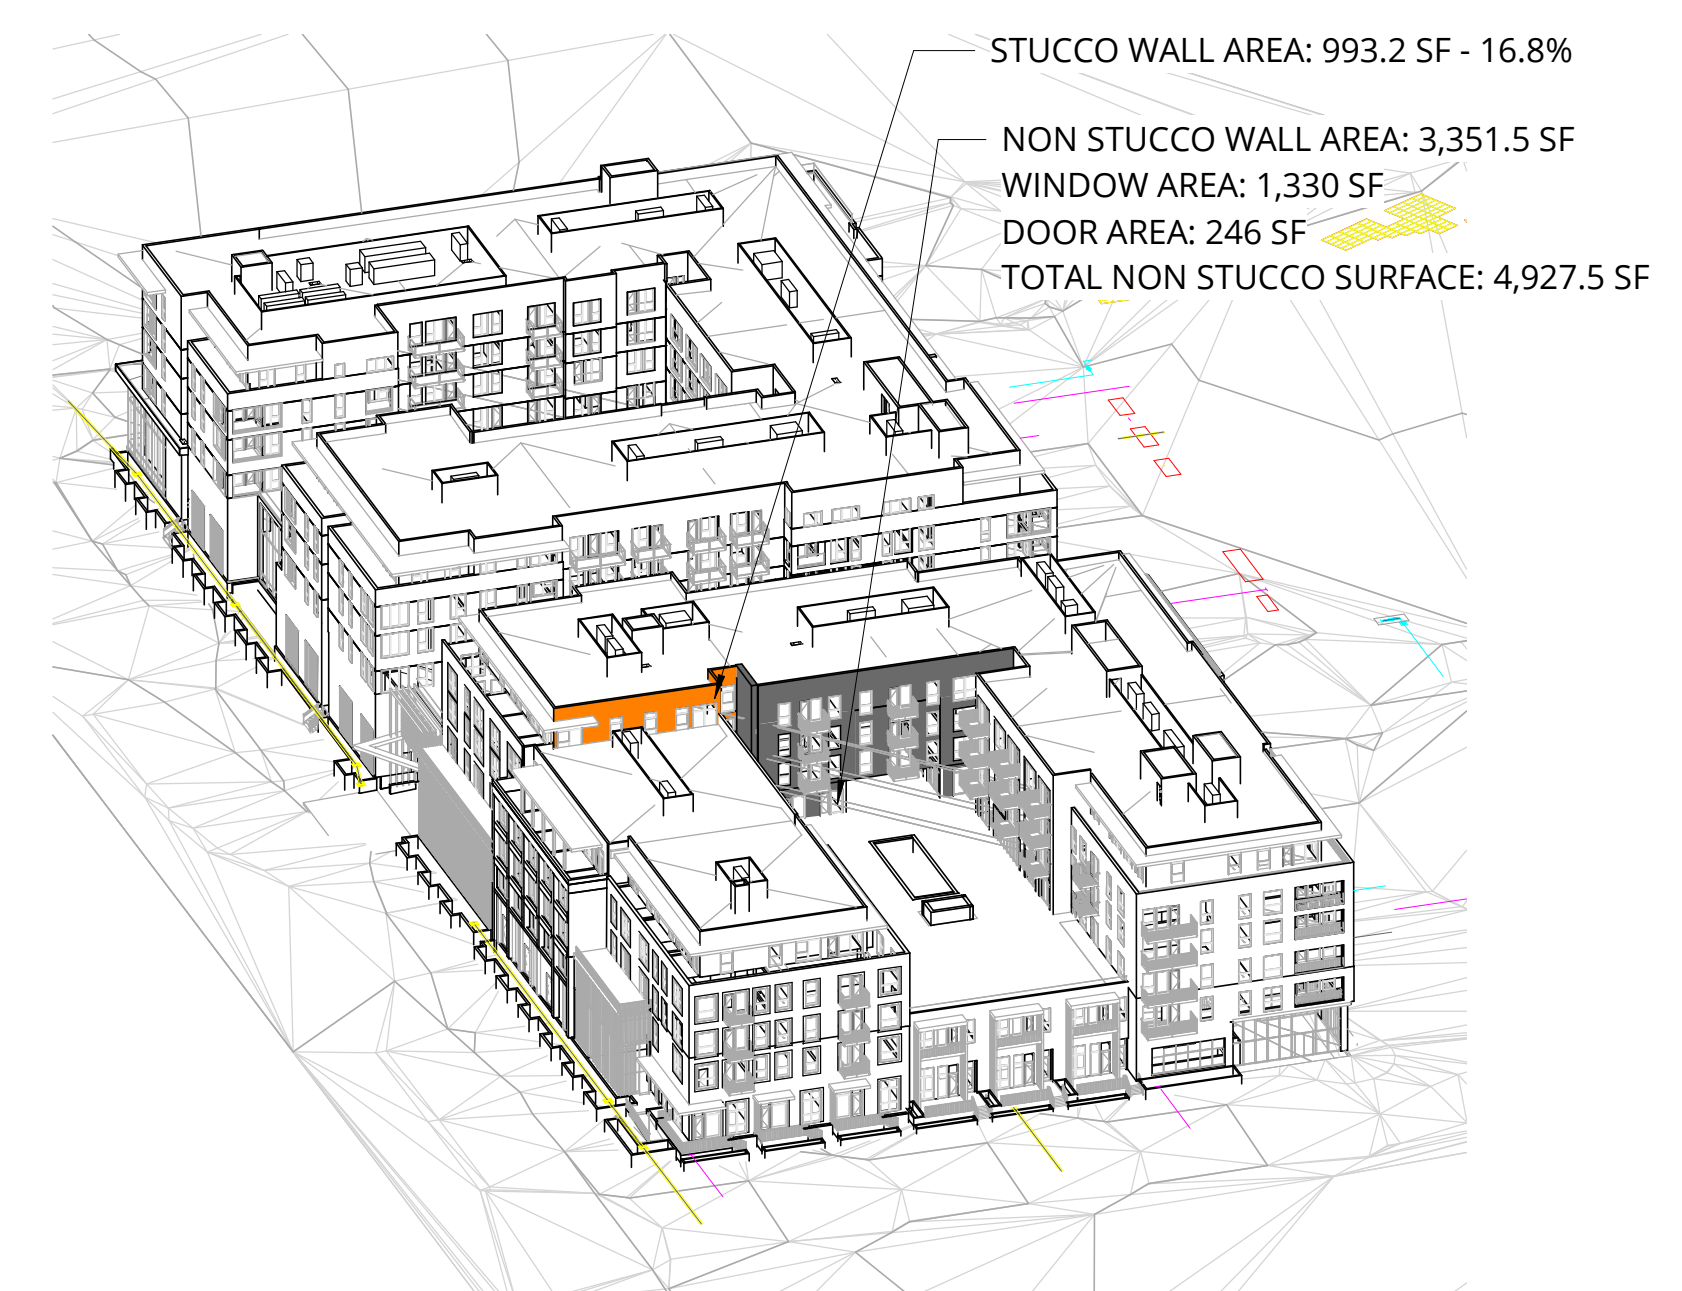 STUCCO WALL AREA: 993.2 SF - 16.8%
NON STUCCO WALL AREA: 3,351.5 SF
WINDOW AREA: 1,330 SF
DOOR AREA: 246 SF
TOTAL NON STUCCO SURFACE: 4,927.5 SF